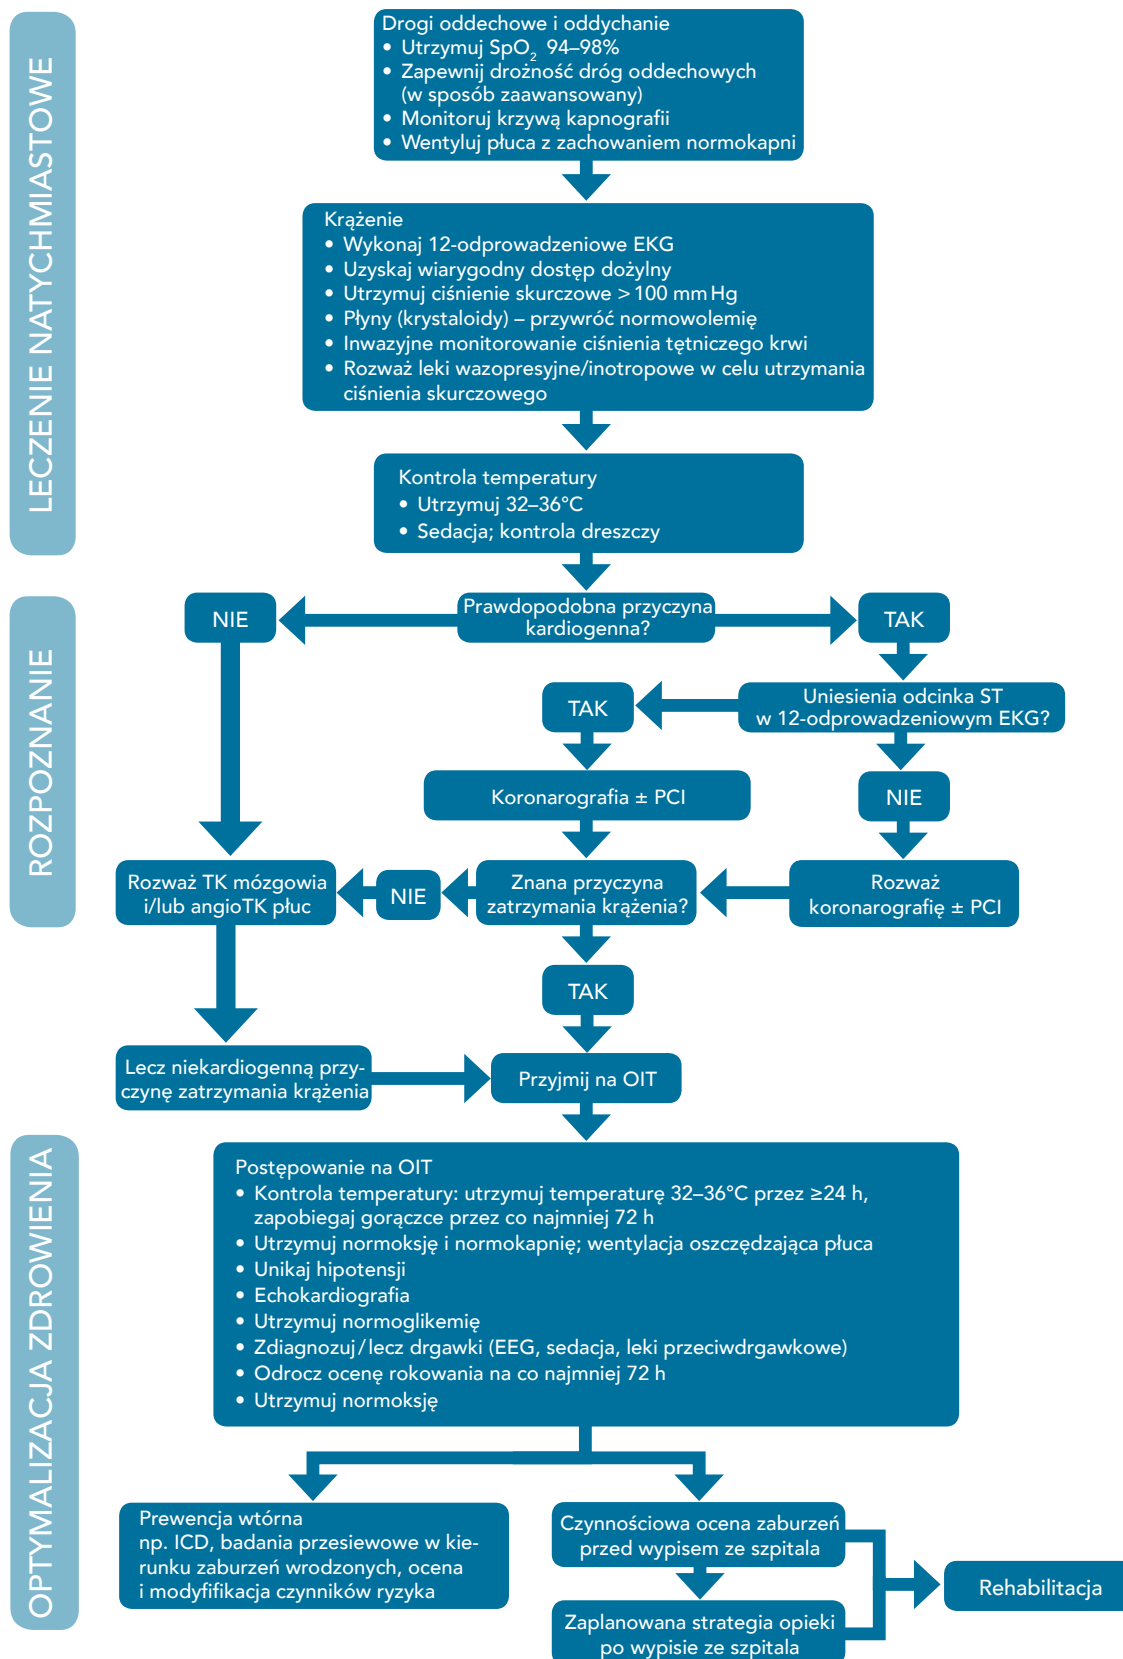 LECZENIE NATYCHMIASTOWE
Drogi oddechowe i oddychanie
• Utrzymuj SpO₂ 94–98%
• Zapewnij drożność dróg oddechowych
(w sposób zaawansowany)
• Monitoruj krzywą kapnografii
• Wentyluj płuca z zachowaniem normokapni
Krążenie
• Wykonaj 12-odprowadzeniowe EKG
• Uzyskaj wiarygodny dostęp dożylny
• Utrzymuj ciśnienie skurczowe >100 mm Hg
• Płyny (krystaloidy) – przywróć normowolemię
• Inwazyjne monitorowanie ciśnienia tętniczego krwi
• Rozważ leki wazopresyjne/inotropowe w celu utrzymania
ciśnienia skurczowego
Kontrola temperatury
• Utrzymuj 32–36°C
• Sedacja; kontrola dreszczy
ROZPOZNANIE
NIE
Prawdopodobna przyczyna
kardiogenna?
TAK
TAK
Uniesienia odcinka ST
w 12-odprowadzeniowym EKG?
Koronarografia ± PCI
NIE
Rozważ TK mózgowia
i/lub angioTK płuc
NIE
Znana przyczyna
zatrzymania krążenia?
Rozważ
koronarografię ± PCI
TAK
Lecz niekardiogenną przy-
czynę zatrzymania krążenia
Przyjmij na OIT
OPTYMALIZACJA ZDROWIENIA
Postępowanie na OIT
• Kontrola temperatury: utrzymuj temperaturę 32–36°C przez ≥24 h,
zapobiegaj gorączce przez co najmniej 72 h
• Utrzymuj normoksję i normokapnię; wentylacja oszczędzająca płuca
• Unikaj hipotensji
• Echokardiografia
• Utrzymuj normoglikemię
• Zdiagnozuj/lecz drgawki (EEG, sedacja, leki przeciwdrgawkowe)
• Odrocz ocenę rokowania na co najmniej 72 h
• Utrzymuj normoksję
Prewencja wtórna
np. ICD, badania przesiewowe w kie-
runku zaburzeń wrodzonych, ocena
i modyfifikacja czynników ryzyka
Czynnościowa ocena zaburzeń
przed wypisem ze szpitala
Zaplanowana strategia opieki
po wypisie ze szpitala
Rehabilitacja